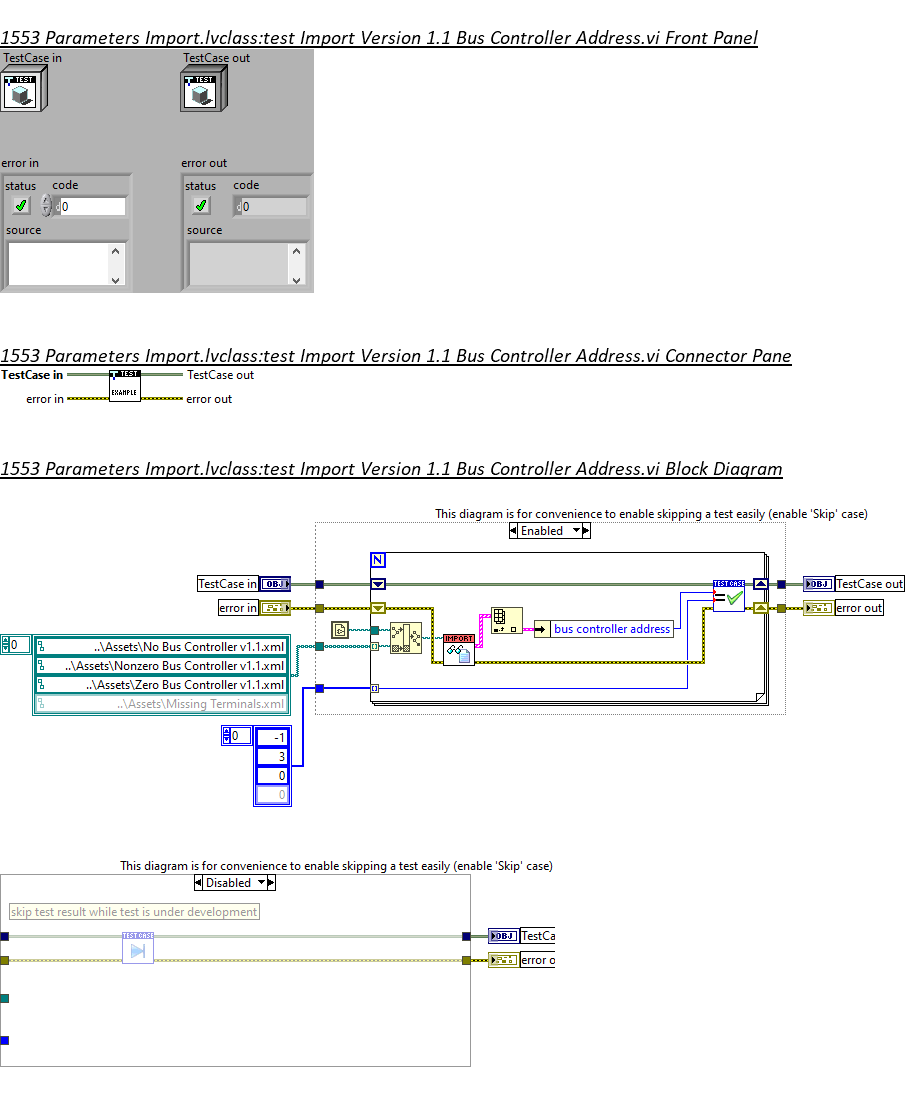 1553 Parameters Import.lvclass:test Import Version 1.1 Bus Controller Address.vi Front Panel
TestCase in TestCase out
TEST TEST
error in error out
status code status code
0 0
source source
1553 Parameters Import.lvclass:test Import Version 1.1 Bus Controller Address.vi Connector Pane
TestCase in TEST TestCase out
error in EXAMPLE error out
1553 Parameters Import.lvclass:test Import Version 1.1 Bus Controller Address.vi Block Diagram
This diagram is for convenience to enable skipping a test easily (enable 'Skip' case)
Enabled
N
TestCase in OBJ TEST CASE OBJ TestCase out
error in error out
bus controller address
IMPORT
0 ..\Assets\No Bus Controller v1.1.xml
..\Assets\Nonzero Bus Controller v1.1.xml
..\Assets\Zero Bus Controller v1.1.xml
..\Assets\Missing Terminals.xml
0 -1
3
0
0
This diagram is for convenience to enable skipping a test easily (enable 'Skip' case)
Disabled
skip test result while test is under development
TEST CASE OBJ TestCa
error o